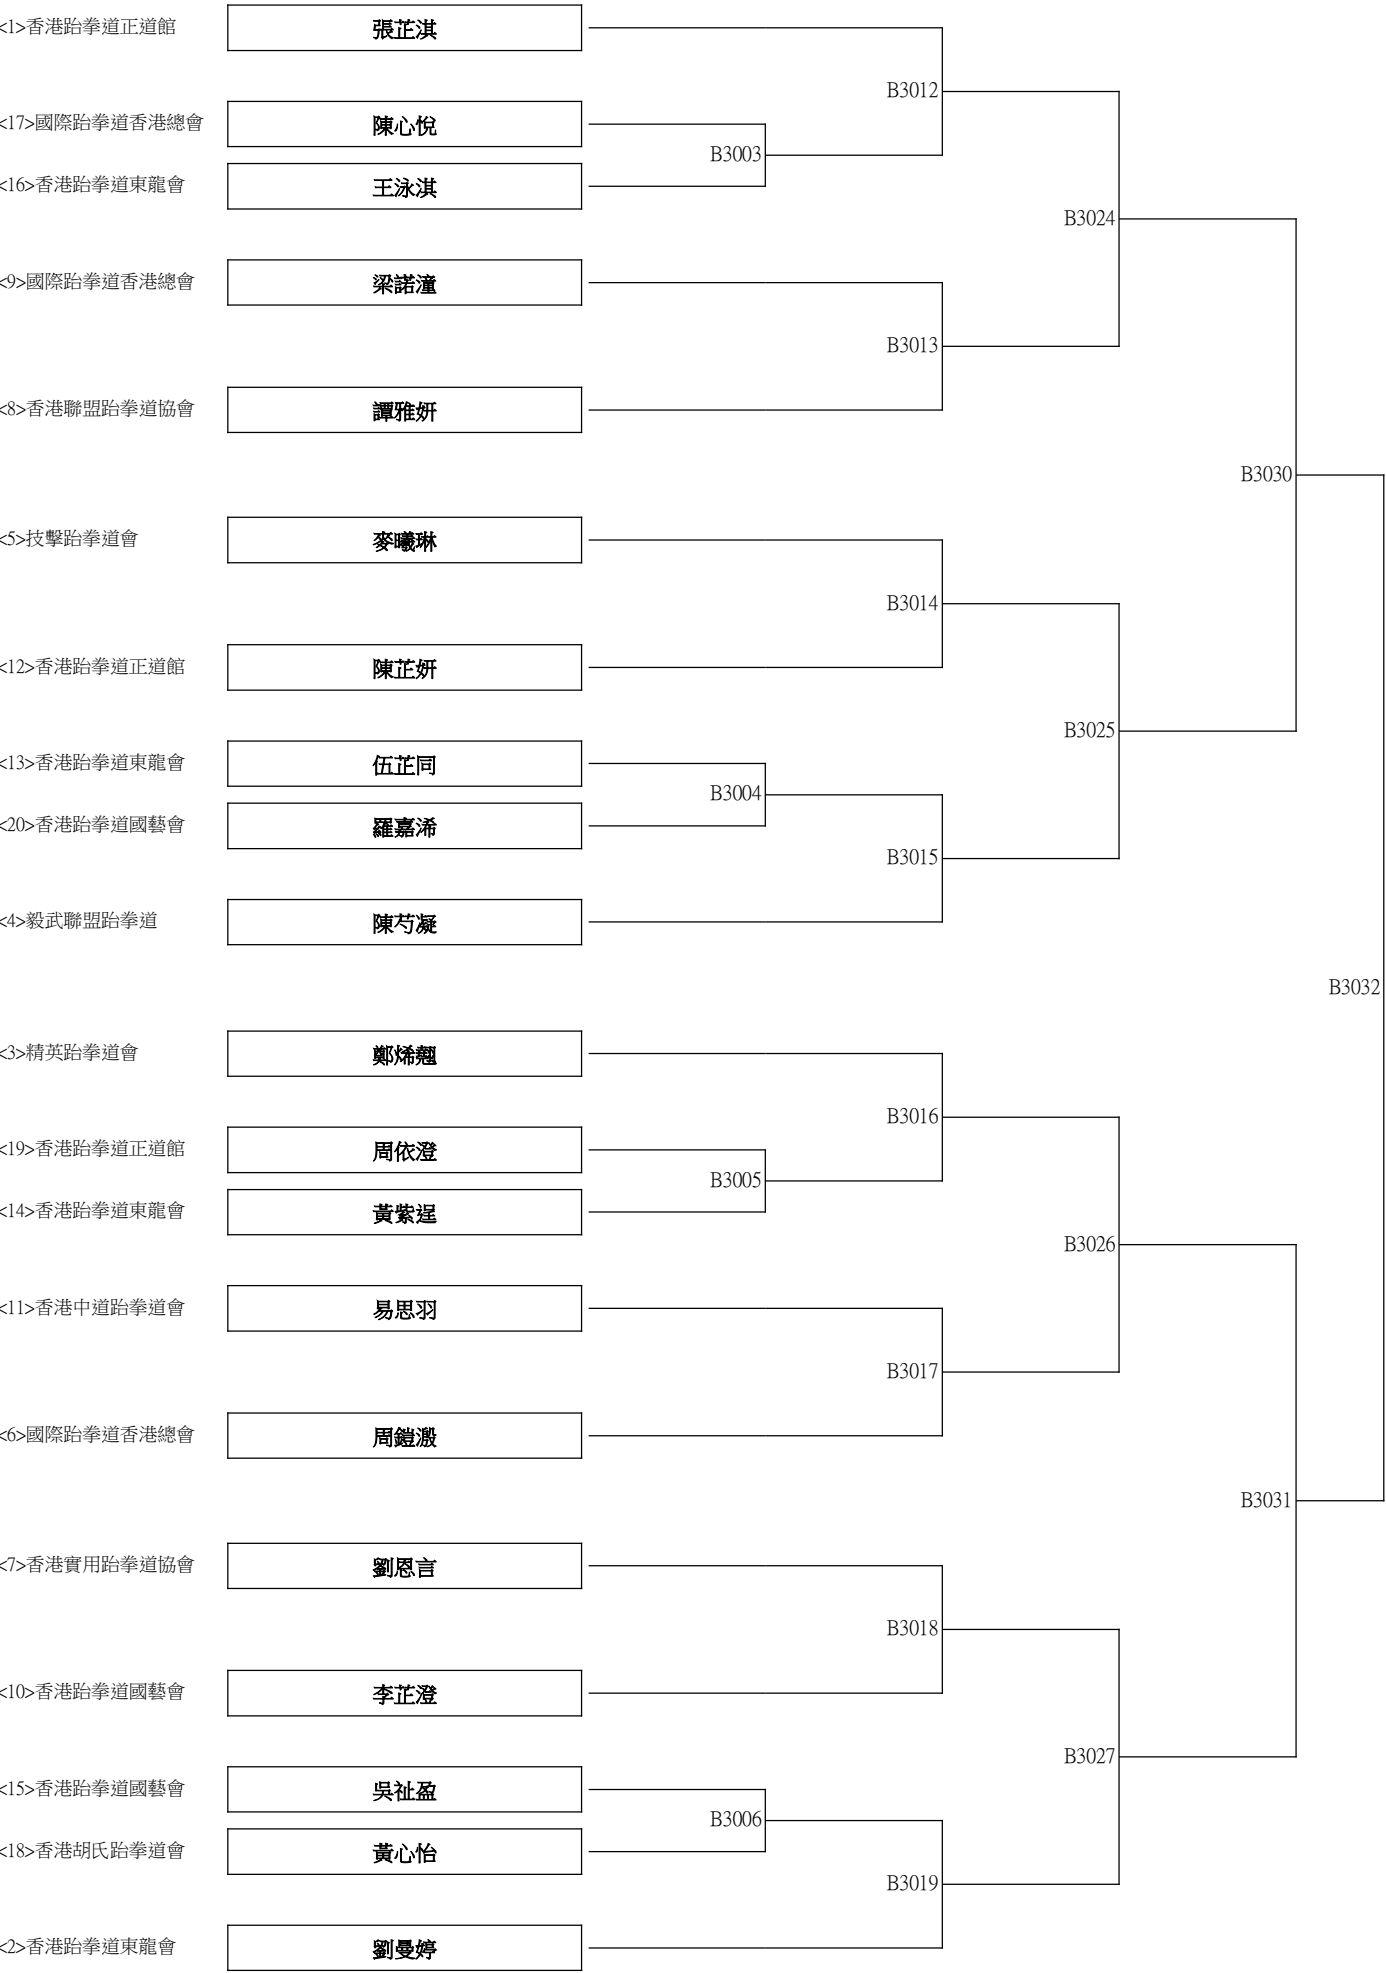 <1>香港跆拳道正道館 張芷淇
B3012
<17>國際跆拳道香港總會 陳心悅
B3003
<16>香港跆拳道東龍會 王泳淇
B3024
<9>國際跆拳道香港總會 梁諾潼
B3013
<8>香港聯盟跆拳道協會 譚雅妍
B3030
<5>技擊跆拳道會 麥曦琳
B3014
<12>香港跆拳道正道館 陳芷妍
B3025
<13>香港跆拳道東龍會 伍芷同
B3004
<20>香港跆拳道國藝會 羅嘉浠
B3015
<4>毅武聯盟跆拳道 陳芍凝
B3032
<3>精英跆拳道會 鄭烯翹
B3016
<19>香港跆拳道正道館 周依澄
B3005
<14>香港跆拳道東龍會 黃紫逞
B3026
<11>香港中道跆拳道會 易思羽
B3017
<6>國際跆拳道香港總會 周鎧溵
B3031
<7>香港實用跆拳道協會 劉恩言
B3018
<10>香港跆拳道國藝會 李芷澄
B3027
<15>香港跆拳道國藝會 吳祉盈
B3006
<18>香港胡氏跆拳道會 黃心怡
B3019
<2>香港跆拳道東龍會 劉曼婷